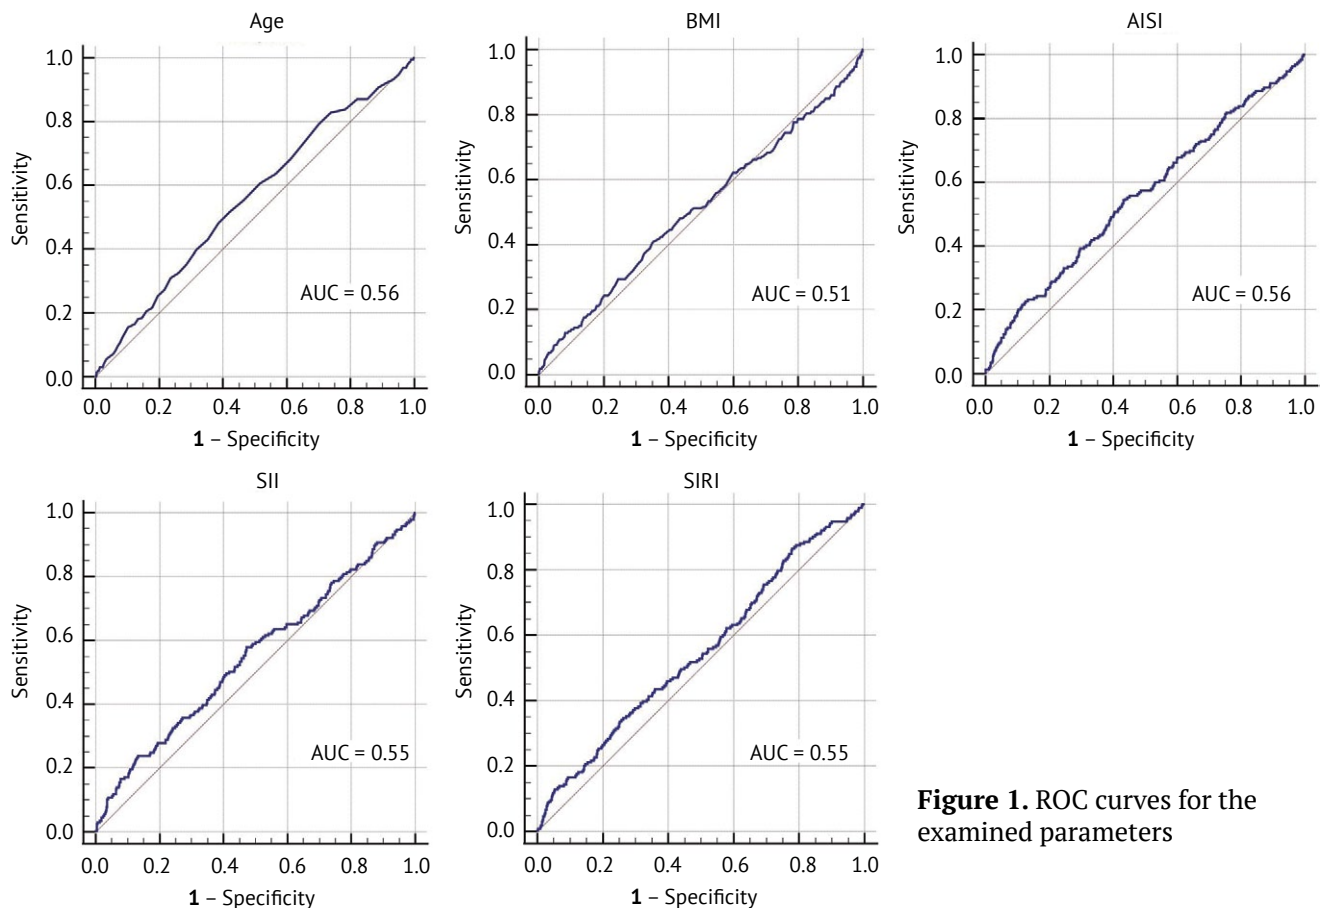 Age
1.0
0.8
0.6
0.4
0.2
0.0
Sensitivity
AUC = 0.56
0.0 0.2 0.4 0.6 0.8 1.0
1 – Specificity
BMI
1.0
0.8
0.6
0.4
0.2
0.0
Sensitivity
AUC = 0.51
0.0 0.2 0.4 0.6 0.8 1.0
1 – Specificity
AISI
1.0
0.8
0.6
0.4
0.2
0.0
Sensitivity
AUC = 0.56
0.0 0.2 0.4 0.6 0.8 1.0
1 – Specificity
SII
1.0
0.8
0.6
0.4
0.2
0.0
Sensitivity
AUC = 0.55
0.0 0.2 0.4 0.6 0.8 1.0
1 – Specificity
SIRI
1.0
0.8
0.6
0.4
0.2
0.0
Sensitivity
AUC = 0.55
0.0 0.2 0.4 0.6 0.8 1.0
1 – Specificity
Figure 1. ROC curves for the
examined parameters